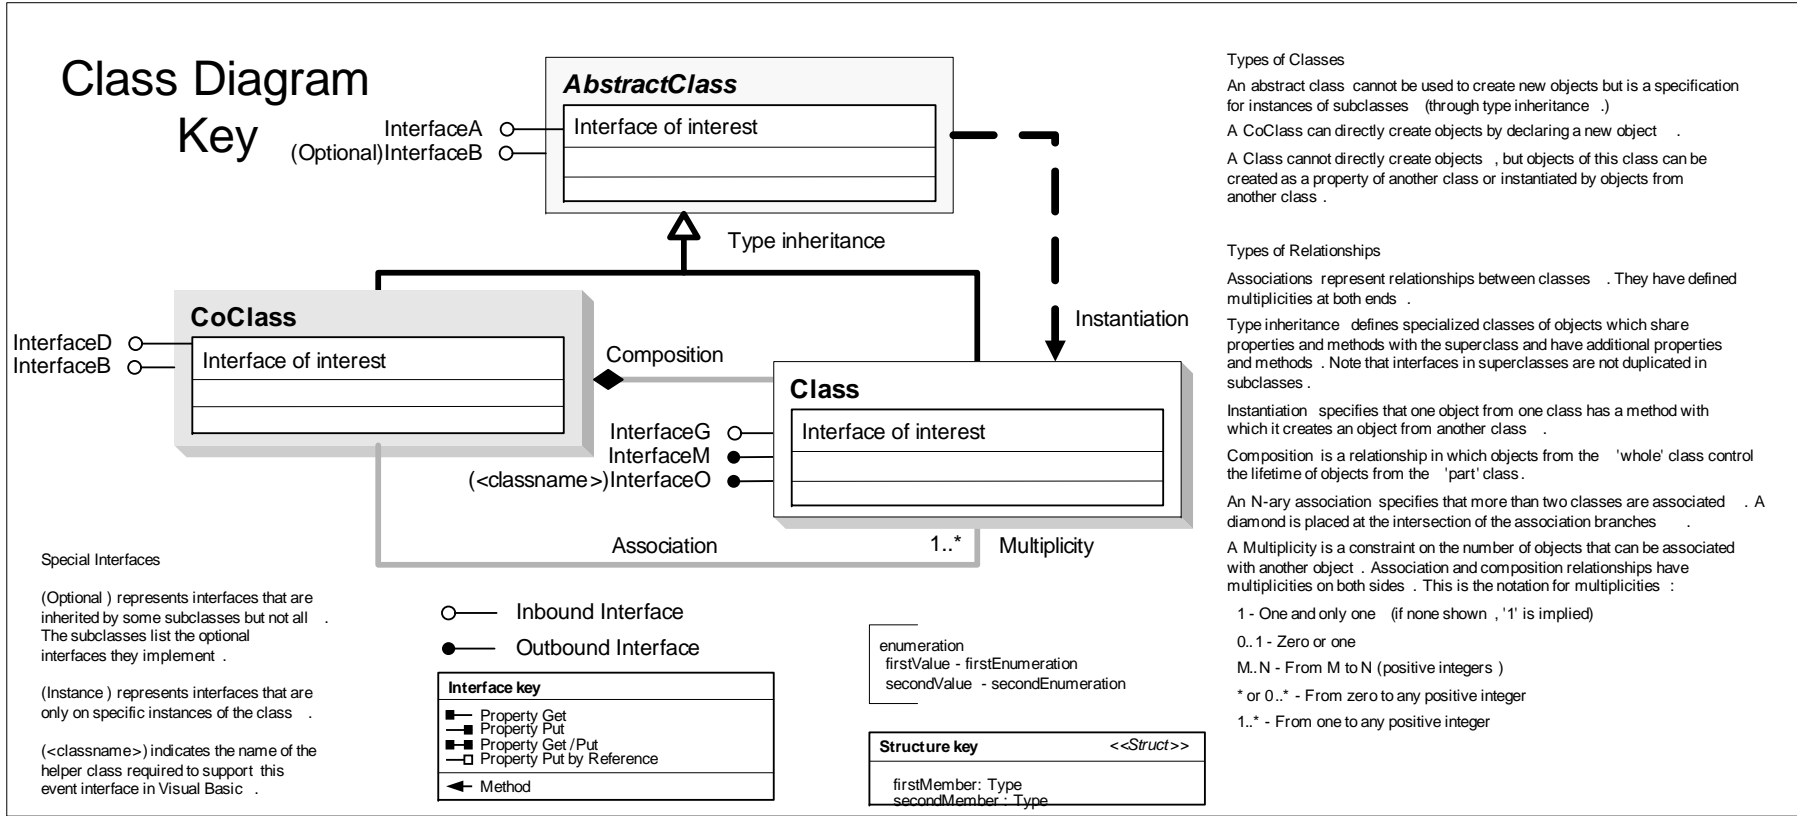 Class Diagram
Key
AbstractClass
Interface of interest
InterfaceA
(Optional)InterfaceB
Type inheritance
Instantiation
CoClass
Interface of interest
InterfaceD
InterfaceB
Composition
Class
Interface of interest
InterfaceG
InterfaceM
(<classname>)InterfaceO
Association
1..*
Multiplicity
Special Interfaces
(Optional ) represents interfaces that are
inherited by some subclasses but not all .
The subclasses list the optional
interfaces they implement .
(Instance ) represents interfaces that are
only on specific instances of the class .
(<classname>) indicates the name of the
helper class required to support this
event interface in Visual Basic .
Inbound Interface
Outbound Interface
Interface key
Property Get
Property Put
Property Get / Put
Property Put by Reference
Method
enumeration
firstValue - firstEnumeration
secondValue - secondEnumeration
Structure key <<Struct>>
firstMember: Type
secondMember : Type
Types of Classes
An abstract class cannot be used to create new objects but is a specification
for instances of subclasses (through type inheritance .)
A CoClass can directly create objects by declaring a new object .
A Class cannot directly create objects , but objects of this class can be
created as a property of another class or instantiated by objects from
another class .
Types of Relationships
Associations represent relationships between classes . They have defined
multiplicities at both ends .
Type inheritance defines specialized classes of objects which share
properties and methods with the superclass and have additional properties
and methods . Note that interfaces in superclasses are not duplicated in
subclasses .
Instantiation specifies that one object from one class has a method with
which it creates an object from another class .
Composition is a relationship in which objects from the 'whole' class control
the lifetime of objects from the 'part' class.
An N-ary association specifies that more than two classes are associated . A
diamond is placed at the intersection of the association branches .
A Multiplicity is a constraint on the number of objects that can be associated
with another object . Association and composition relationships have
multiplicities on both sides . This is the notation for multiplicities :
1 - One and only one (if none shown , '1' is implied)
0..1 - Zero or one
M..N - From M to N (positive integers )
* or 0..* - From zero to any positive integer
1..* - From one to any positive integer